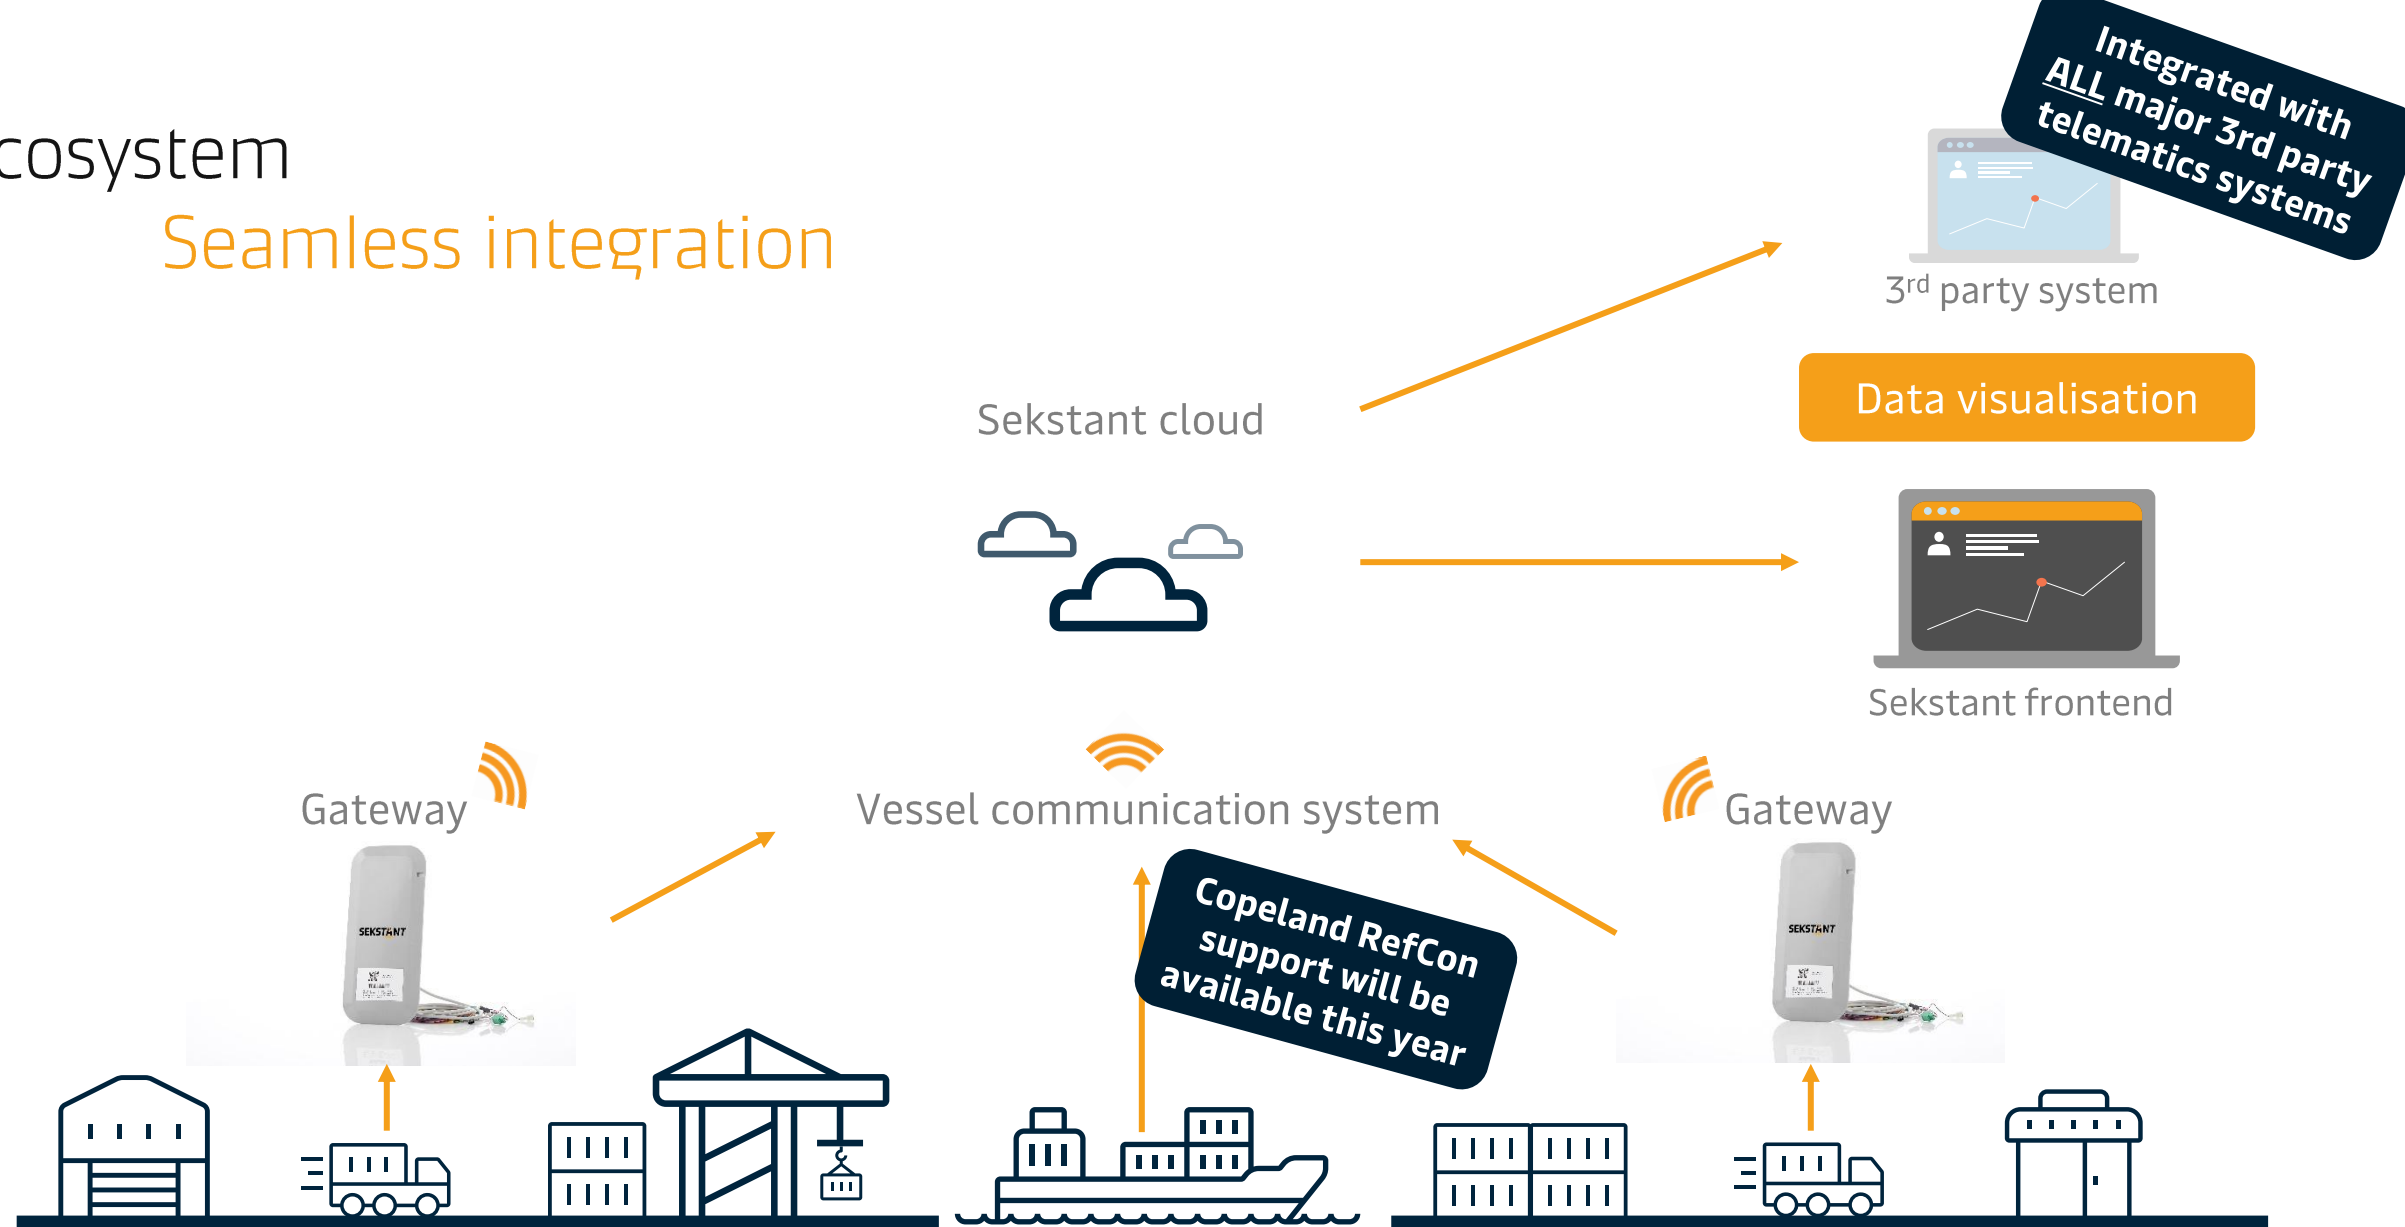 cosystem
Seamless integration
Integrated with
ALL major 3rd party
telematics systems
3rd party system
Sekstant cloud
Data visualisation
Sekstant frontend
Gateway
Vessel communication system
Gateway
Copeland RefCon
support will be
available this year
SEKSTANT
SEKSTANT